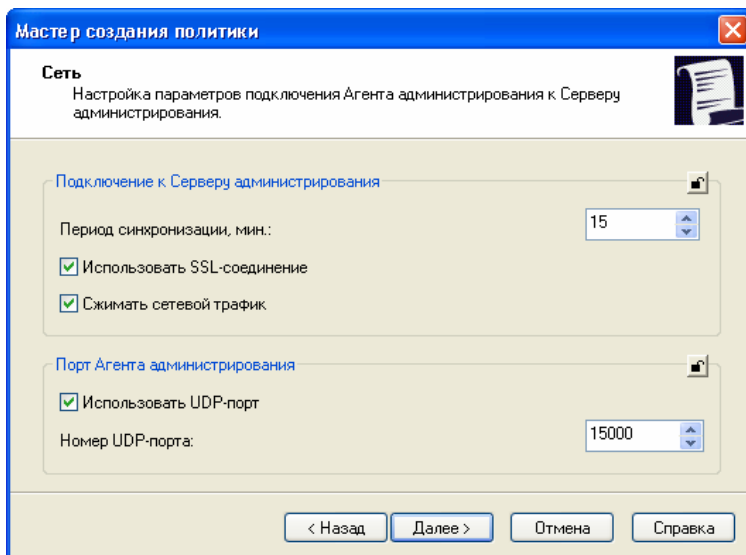 Мастер создания политики
Сеть
Настройка параметров подключения Агента администрирования к Серверу
администрирования.
Подключение к Серверу администрирования
Период синхронизации, мин.:
15
Использовать SSL-соединение
Сжимать сетевой трафик
Порт Агента администрирования
Использовать UDP-порт
Номер UDP-порта:
15000
< Назад
Далее >
Отмена
Справка